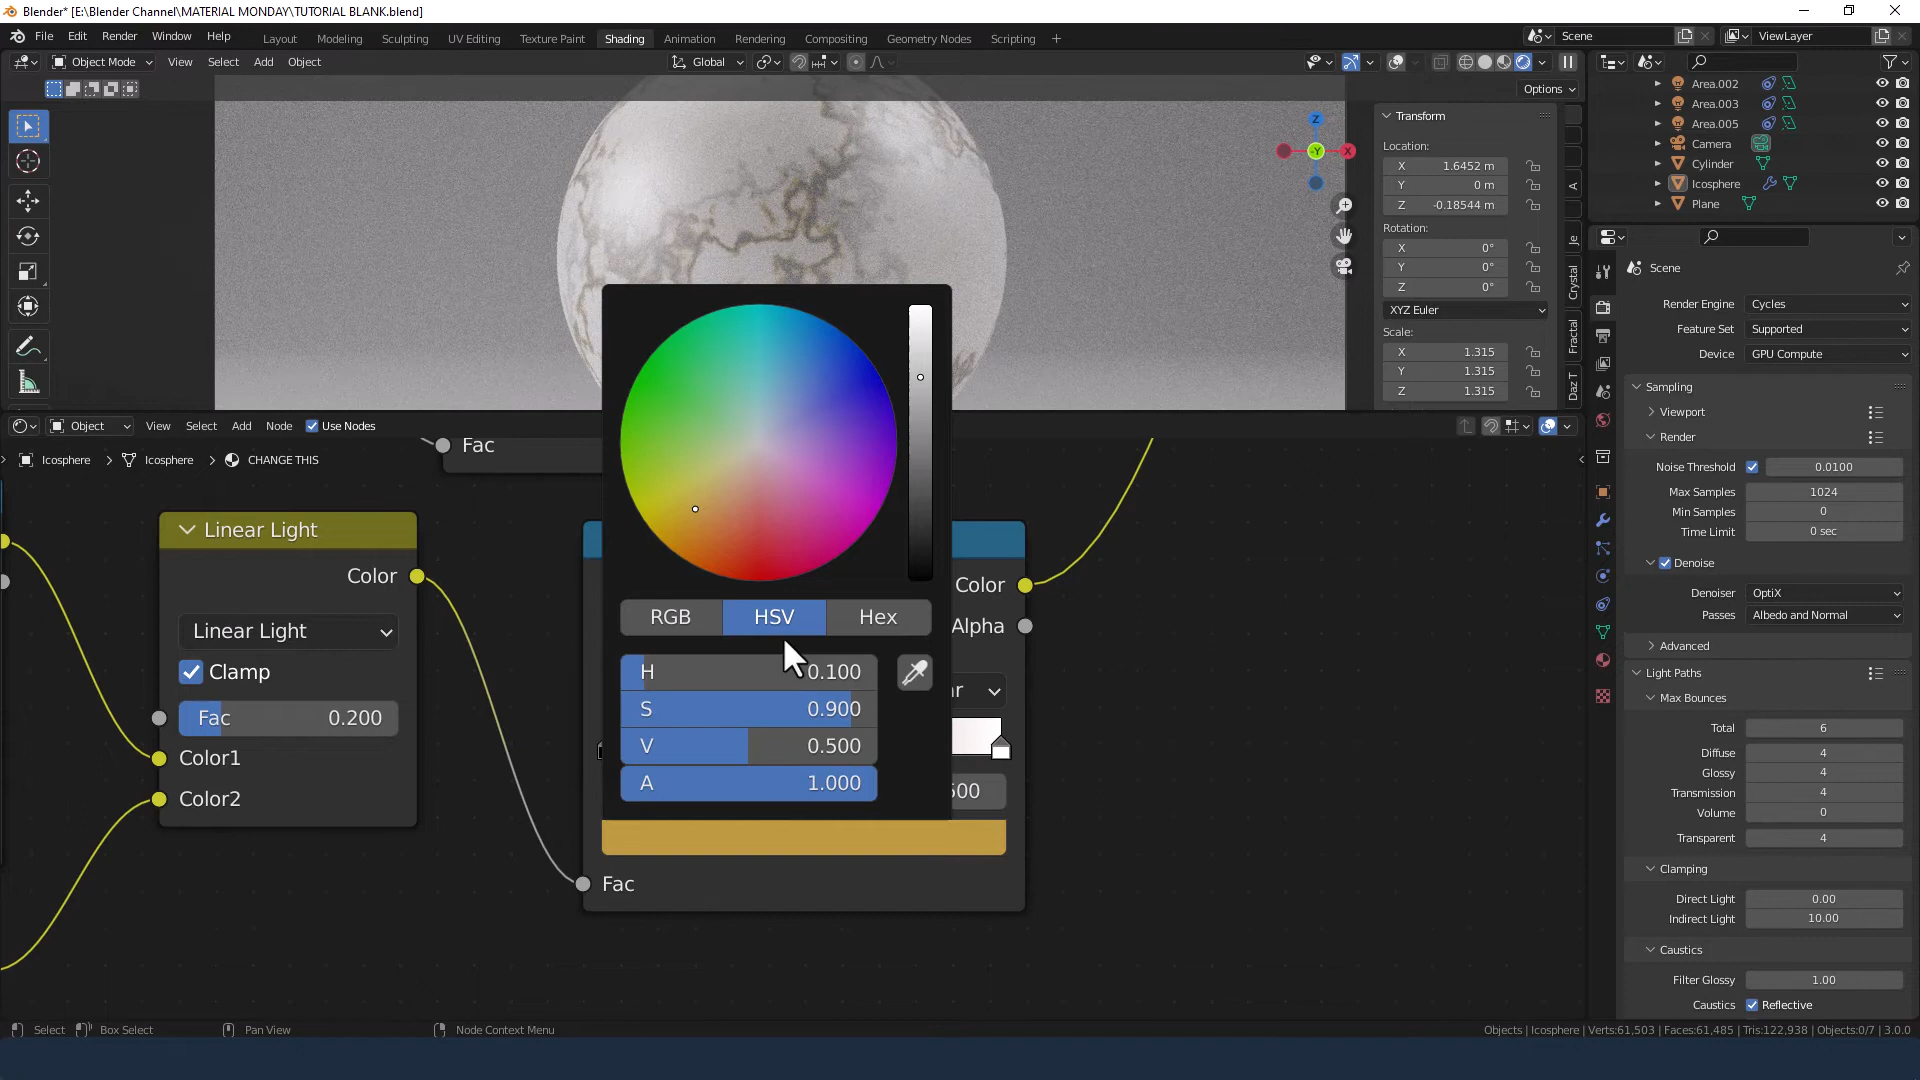 Blender* [E:\Blender Channel\MATERIAL MONDAY\TUTORIAL BLANK.blend]
File Edit Render Window Help
Layout Modeling Sculpting UV Editing Texture Paint Shading Animation Rendering Compositing Geometry Nodes Scripting +
Scene
ViewLayer
Object Mode View Select Add Object
Global
Options
Area.002
Area.003
Area.005
Camera
Cylinder
Icosphere
Plane
Z
-Y
X
Transform
Location:
X 1.6452 m
Y 0 m
Z -0.18544 m
Rotation:
X 0°
Y 0°
Z 0°
XYZ Euler
Scale:
X 1.315
Y 1.315
Z 1.315
A
Je
Crystal
Fractal
Daz T
Scene
Render Engine Cycles
Feature Set Supported
Device GPU Compute
Sampling
Viewport
Render
Noise Threshold 0.0100
Max Samples 1024
Min Samples 0
Time Limit 0 sec
Denoise
Denoiser OptiX
Passes Albedo and Normal
Advanced
Light Paths
Max Bounces
Total 6
Diffuse 4
Glossy 4
Transmission 4
Volume 0
Transparent 4
Clamping
Direct Light 0.00
Indirect Light 10.00
Caustics
Filter Glossy 1.00
Caustics Reflective
Object View Select Add Node Use Nodes
Icosphere > Icosphere > CHANGE THIS
Fac
Linear Light
Color
Linear Light
Clamp
Fac 0.200
Color1
Color2
RGB HSV Hex
H 0.100
S 0.900
V 0.500
A 1.000
Color
Alpha
ar
500
Fac
Select Box Select Pan View Node Context Menu
Objects | Icosphere | Verts:61,503 | Faces:61,485 | Tris:122,938 | Objects:0/7 | 3.0.0